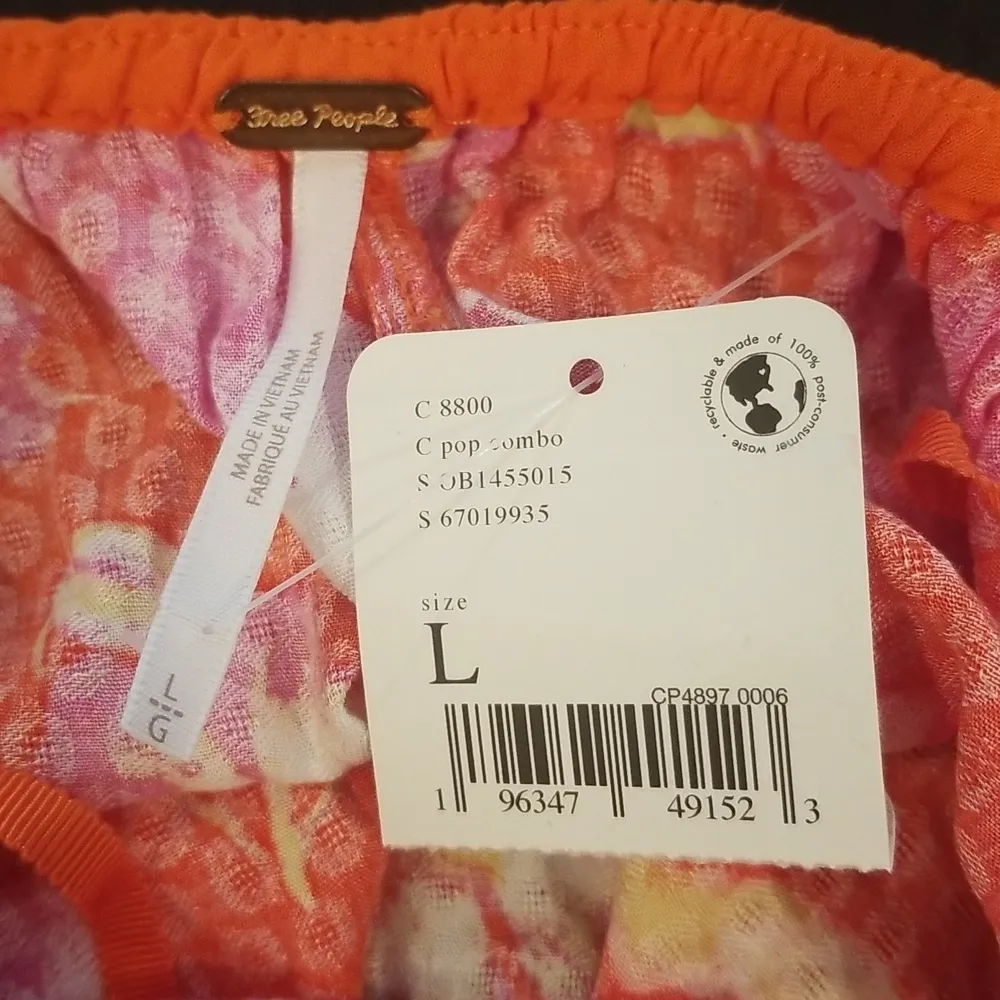 Free People
MADE IN VIETNAM
FABRIQUÉ AU VIETNAM
L
G!L
C 8800
C pop combo
S OB1455015
S 67019935
• recyclable & made of 100% post-consumer waste
size
L
CP4897 0006
1 96347 49152 3